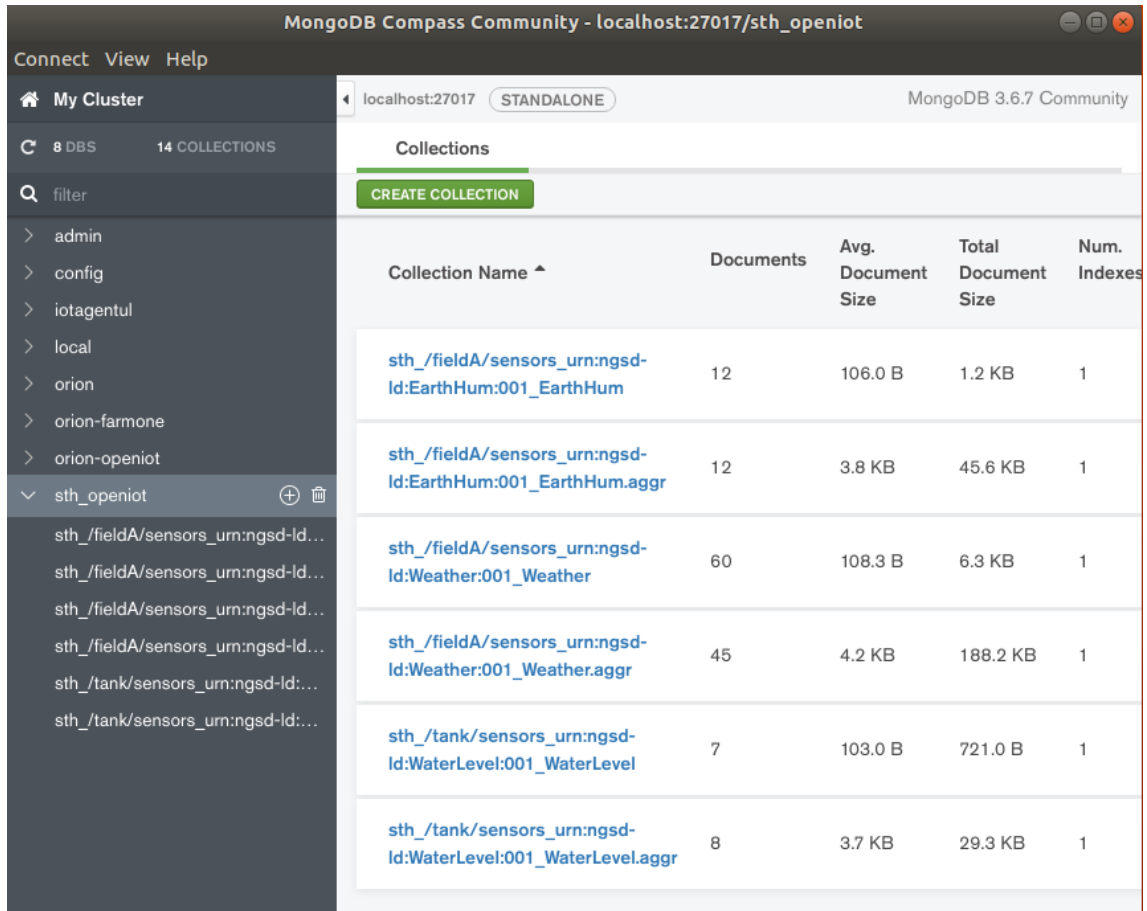 MongoDB Compass Community - localhost:27017/sth_openiot
Connect View Help
My Cluster
8 DBS 14 COLLECTIONS
filter
admin
config
iotagentul
local
orion
orion-farmone
orion-openiot
sth_openiot
sth_/fieldA/sensors_urn:ngsd-ld...
sth_/fieldA/sensors_urn:ngsd-ld...
sth_/fieldA/sensors_urn:ngsd-ld...
sth_/fieldA/sensors_urn:ngsd-ld...
sth_/tank/sensors_urn:ngsd-ld:...
sth_/tank/sensors_urn:ngsd-ld:...
localhost:27017 STANDALONE MongoDB 3.6.7 Community
Collections
CREATE COLLECTION
Collection Name
Documents
Avg.
Document
Size
Total
Document
Size
Num.
Indexes
sth_/fieldA/sensors_urn:ngsd-
ld:EarthHum:001_EarthHum
12 106.0 B 1.2 KB 1
sth_/fieldA/sensors_urn:ngsd-
ld:EarthHum:001_EarthHum.aggr
12 3.8 KB 45.6 KB 1
sth_/fieldA/sensors_urn:ngsd-
ld:Weather:001_Weather
60 108.3 B 6.3 KB 1
sth_/fieldA/sensors_urn:ngsd-
ld:Weather:001_Weather.aggr
45 4.2 KB 188.2 KB 1
sth_/tank/sensors_urn:ngsd-
ld:WaterLevel:001_WaterLevel
7 103.0 B 721.0 B 1
sth_/tank/sensors_urn:ngsd-
ld:WaterLevel:001_WaterLevel.aggr
8 3.7 KB 29.3 KB 1